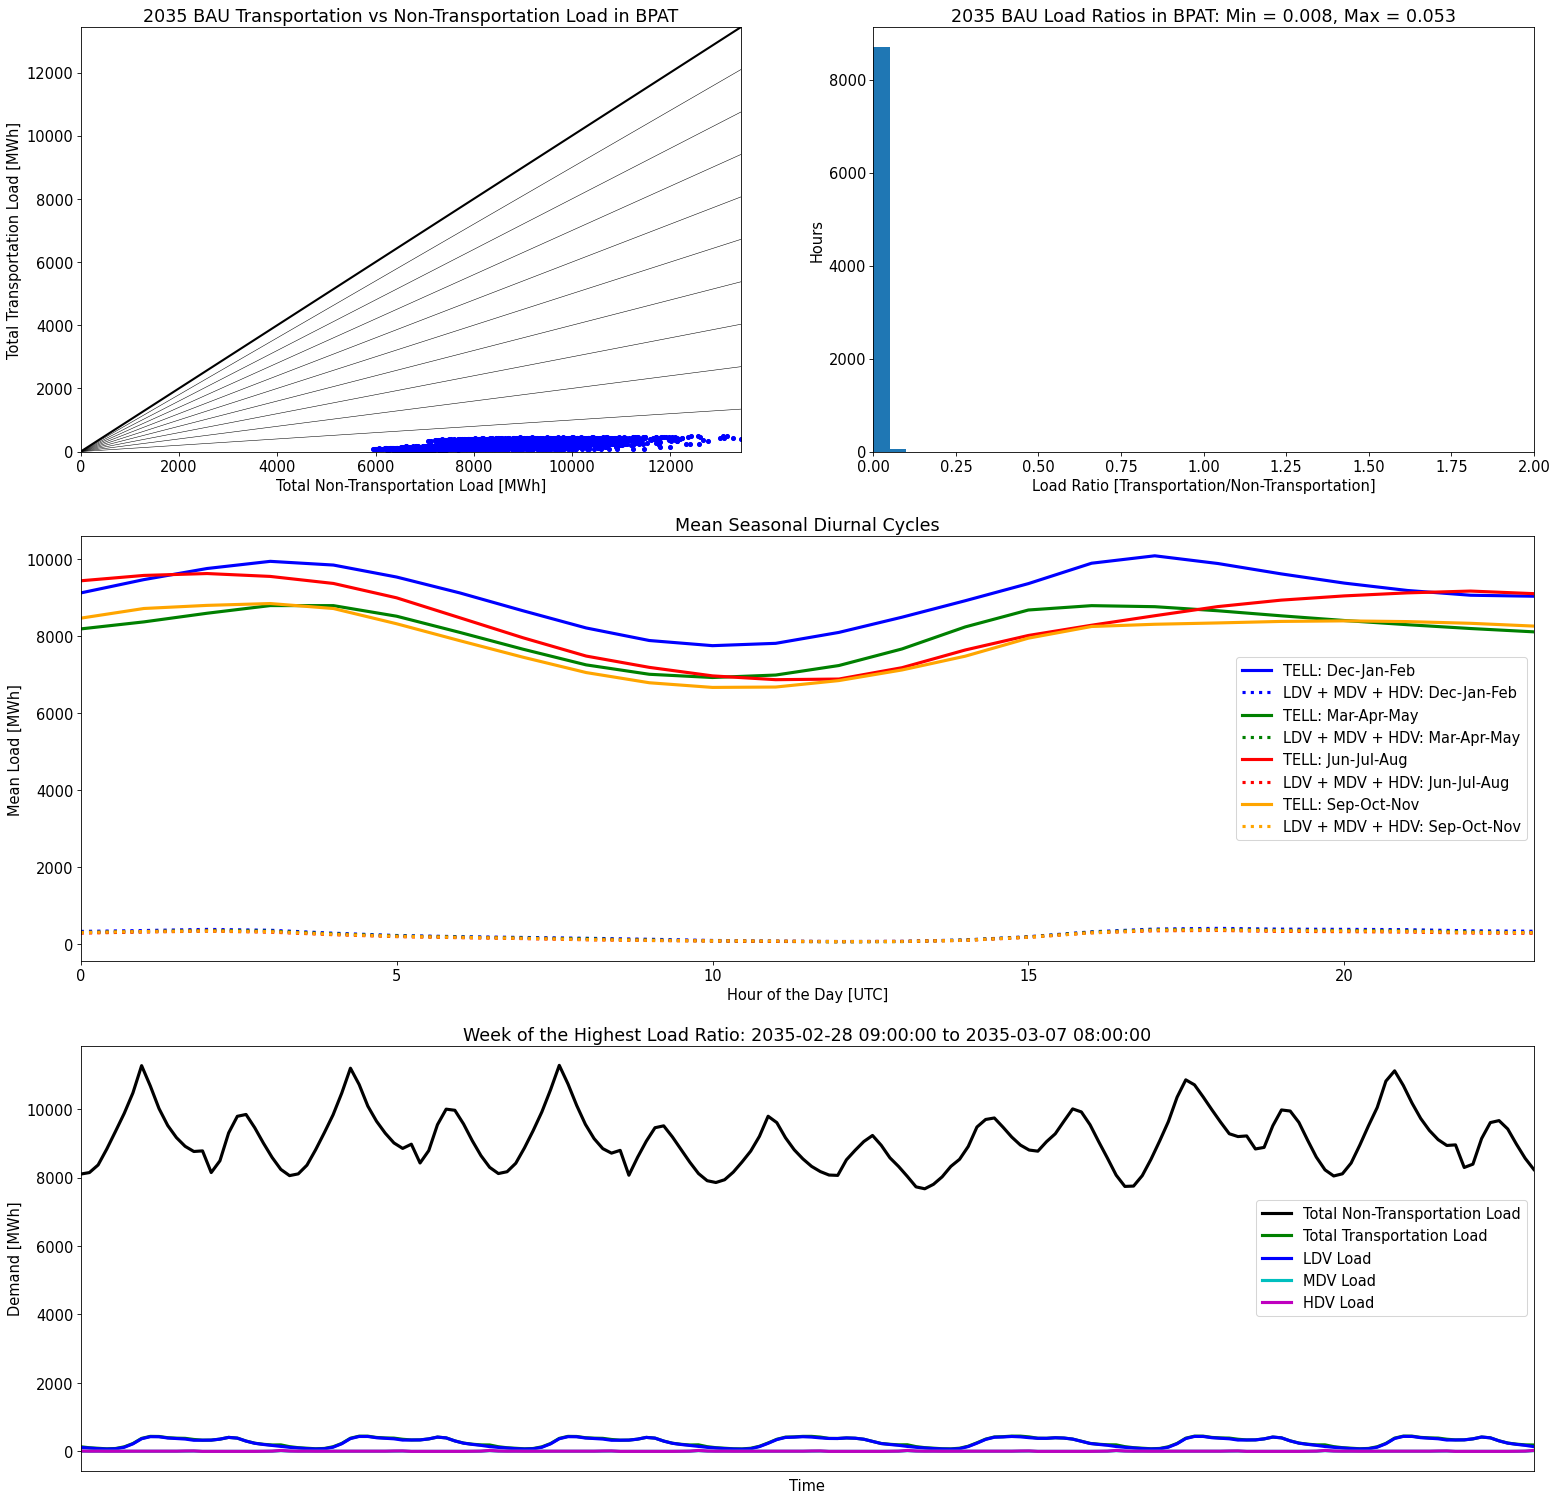 2035 BAU Transportation vs Non-Transportation Load in BPAT
Total Transportation Load [MWh]
12000
10000
8000
6000
4000
2000
0
0 2000 4000 6000 8000 10000 12000
Total Non-Transportation Load [MWh]
2035 BAU Load Ratios in BPAT: Min = 0.008, Max = 0.053
Hours
8000
6000
4000
2000
0
0.00 0.25 0.50 0.75 1.00 1.25 1.50 1.75 2.00
Load Ratio [Transportation/Non-Transportation]
Mean Seasonal Diurnal Cycles
Mean Load [MWh]
10000
8000
6000
4000
2000
0
TELL: Dec-Jan-Feb
LDV + MDV + HDV: Dec-Jan-Feb
TELL: Mar-Apr-May
LDV + MDV + HDV: Mar-Apr-May
TELL: Jun-Jul-Aug
LDV + MDV + HDV: Jun-Jul-Aug
TELL: Sep-Oct-Nov
LDV + MDV + HDV: Sep-Oct-Nov
0 5 10 15 20
Hour of the Day [UTC]
Week of the Highest Load Ratio: 2035-02-28 09:00:00 to 2035-03-07 08:00:00
Demand [MWh]
10000
8000
6000
4000
2000
0
Total Non-Transportation Load
Total Transportation Load
LDV Load
MDV Load
HDV Load
Time